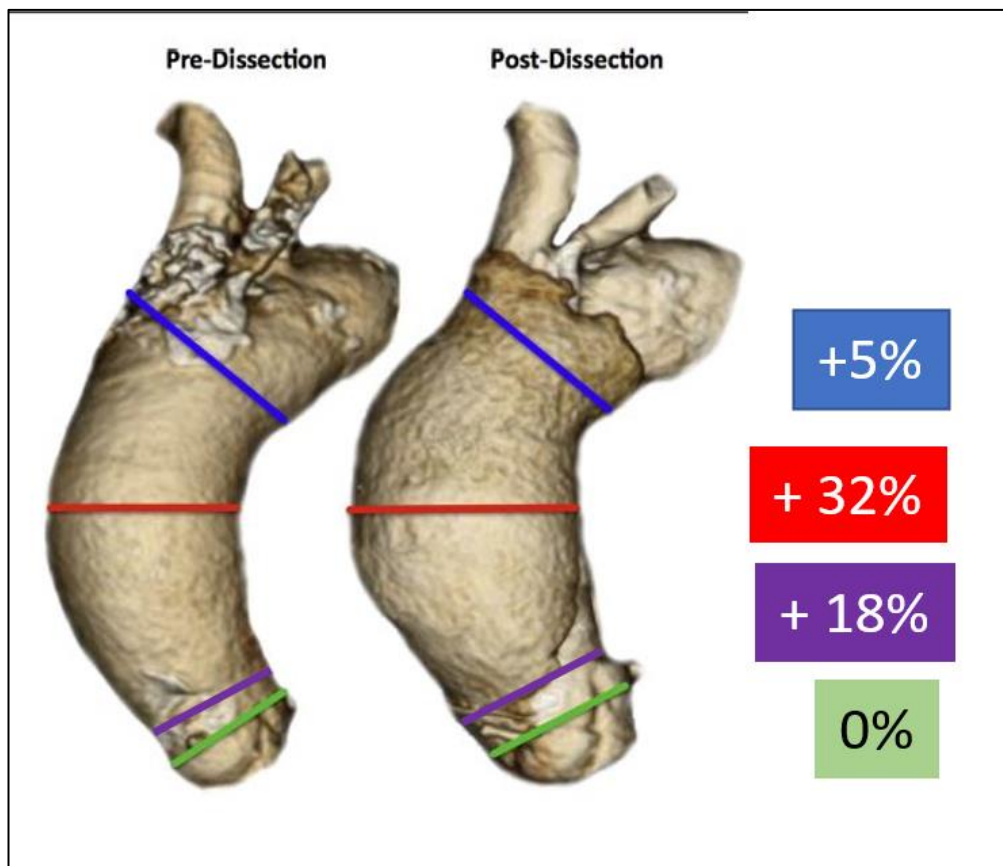 Pre-Dissection Post-Dissection
+5%
+ 32%
+ 18%
0%